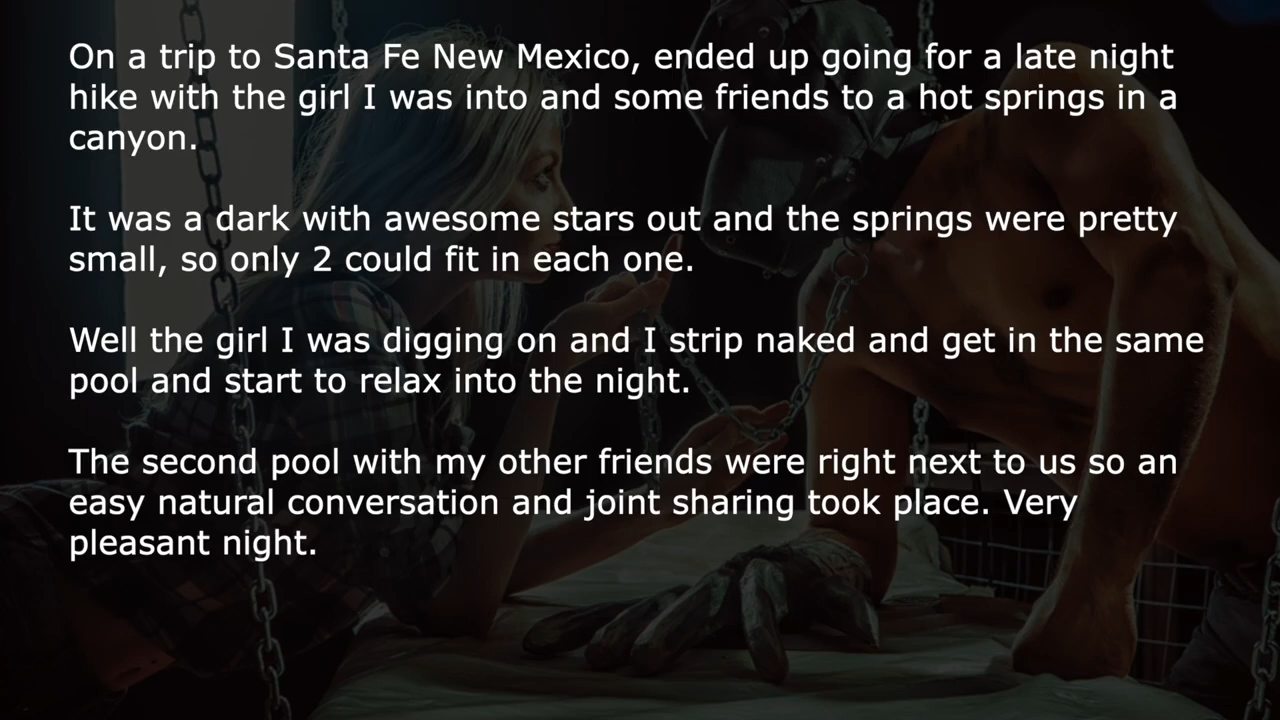 On a trip to Santa Fe New Mexico, ended up going for a late night
hike with the girl I was into and some friends to a hot springs in a
canyon.
It was a dark with awesome stars out and the springs were pretty
small, so only 2 could fit in each one.
Well the girl I was digging on and I strip naked and get in the same
pool and start to relax into the night.
The second pool with my other friends were right next to us so an
easy natural conversation and joint sharing took place. Very
pleasant night.